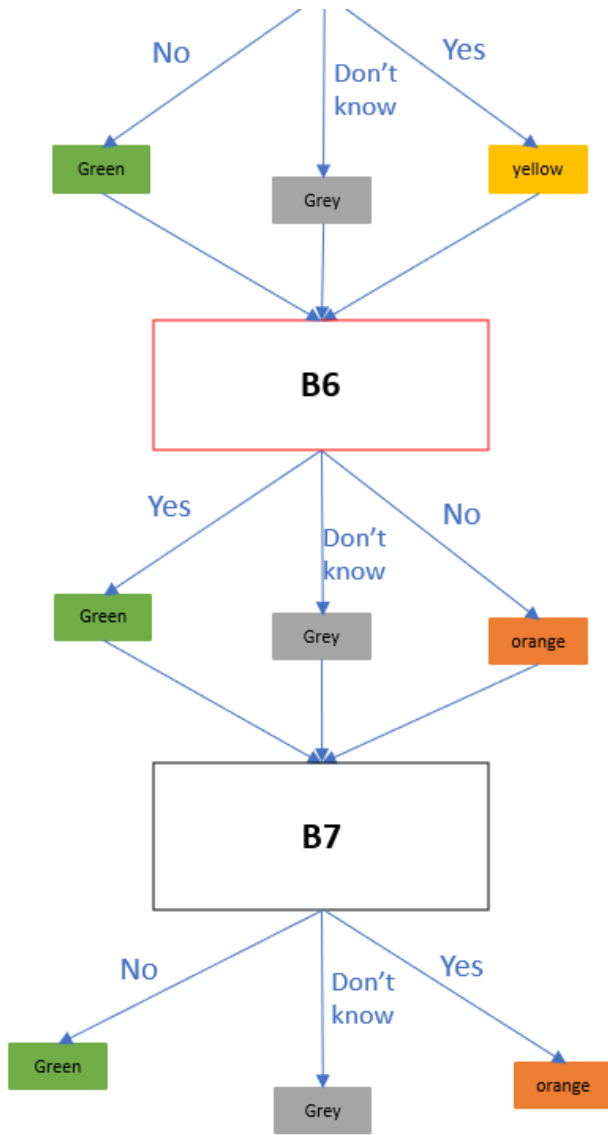 No
Don't
know
Yes
Green
Grey
yellow
B6
Yes
Don't
know
No
Green
Grey
orange
B7
No
Don't
know
Yes
Green
Grey
orange